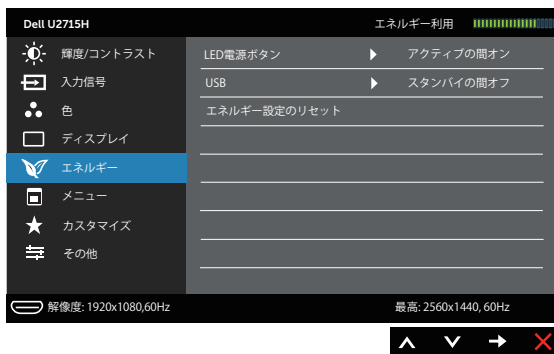 Dell U2715H エネルギー利用
輝度/コントラスト
入力信号
色
ディスプレイ
エネルギー
メニュー
カスタマイズ
その他
LED電源ボタン アクティブの間オン
USB スタンバイの間オフ
エネルギー設定のリセット
解像度: 1920x1080,60Hz 最高: 2560x1440, 60Hz